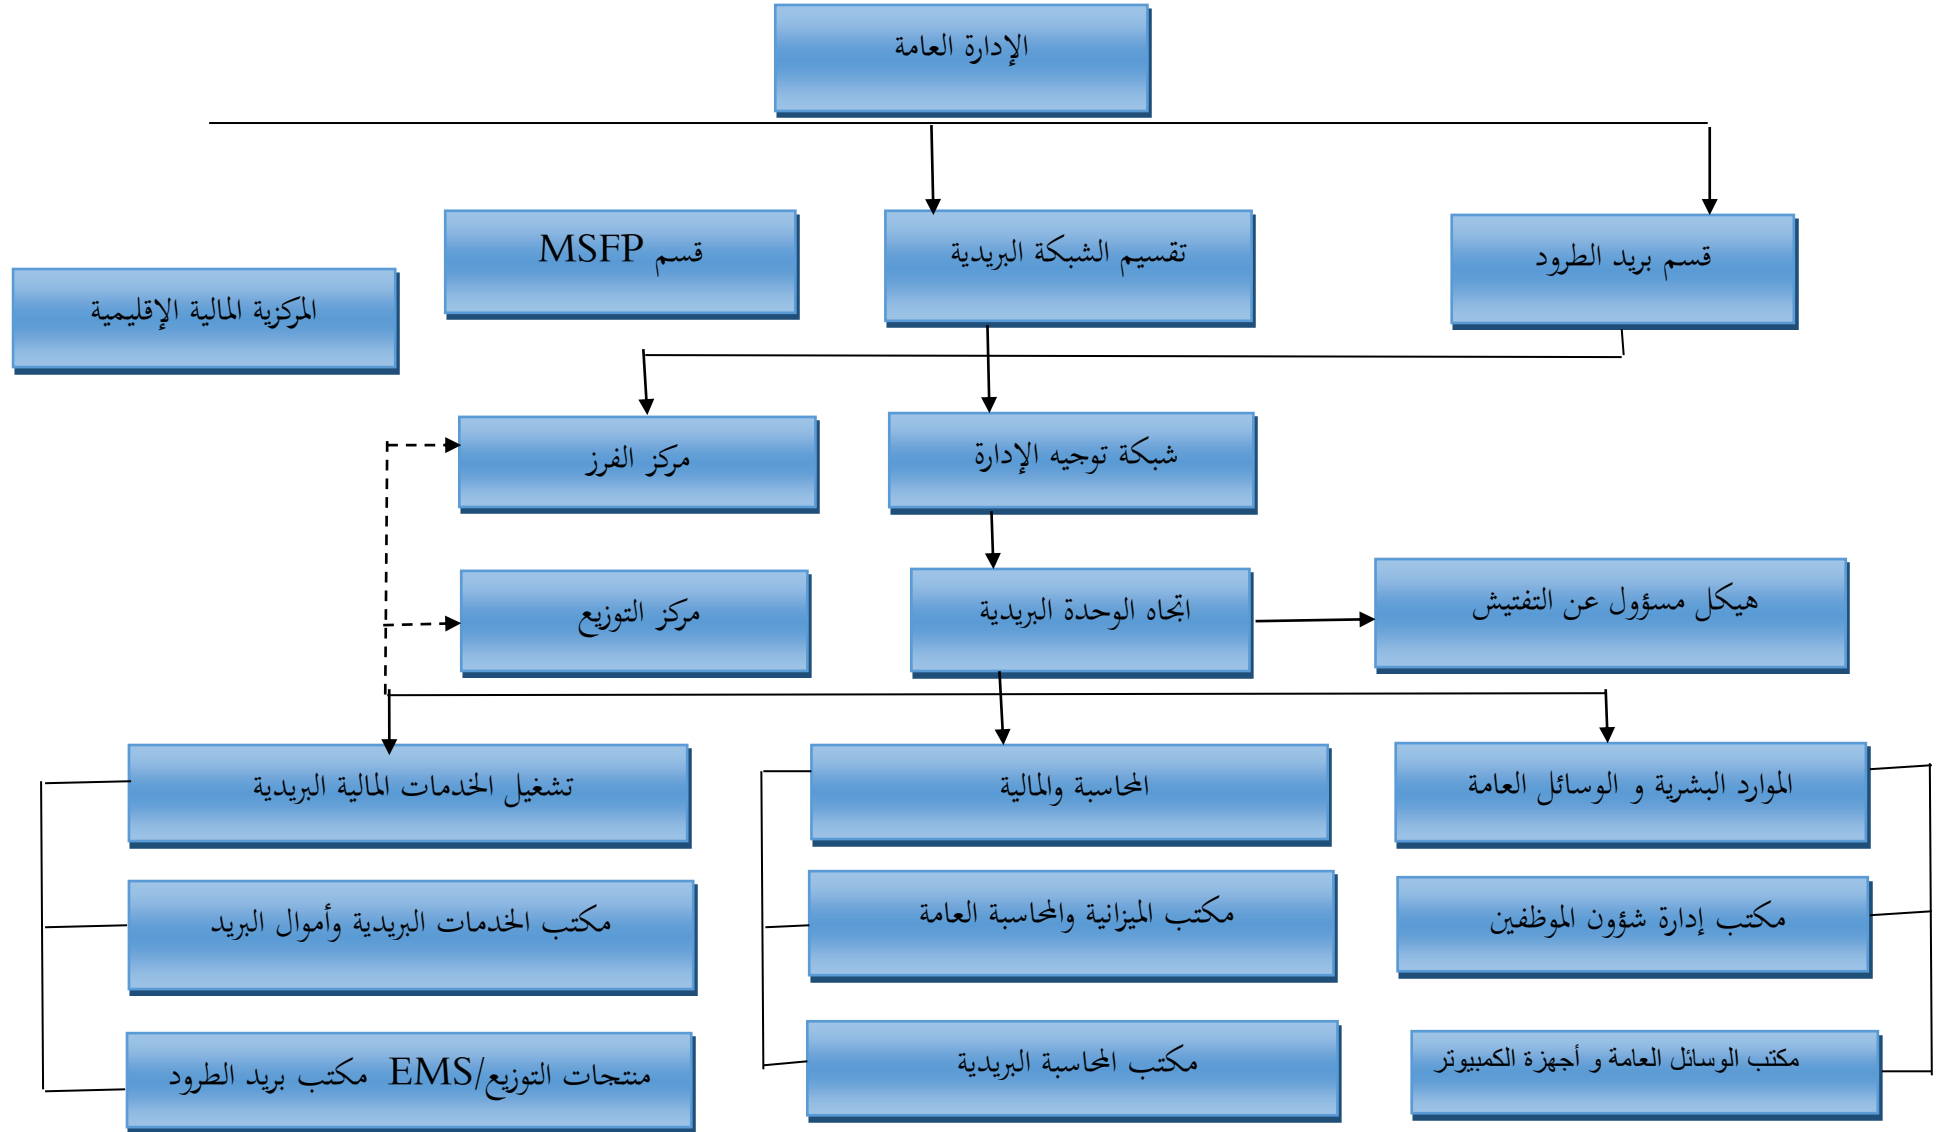 الإدارة العامة
قسم بريد الطرود
تقسيم الشبكة البريدية
قسم MSFP
المركزية المالية الإقليمية
شبكة توجيه الإدارة
مركز الفرز
هيكل مسؤول عن التفتيش
اتجاه الوحدة البريدية
مركز التوزيع
الموارد البشرية و الوسائل العامة
المحاسبة والمالية
تشغيل الخدمات المالية البريدية
مكتب إدارة شؤون الموظفين
مكتب الميزانية والمحاسبة العامة
مكتب الخدمات البريدية وأموال البريد
مكتب الوسائل العامة و أجهزة الكمبيوتر
مكتب المحاسبة البريدية
منتجات التوزيع/EMS مكتب بريد الطرود